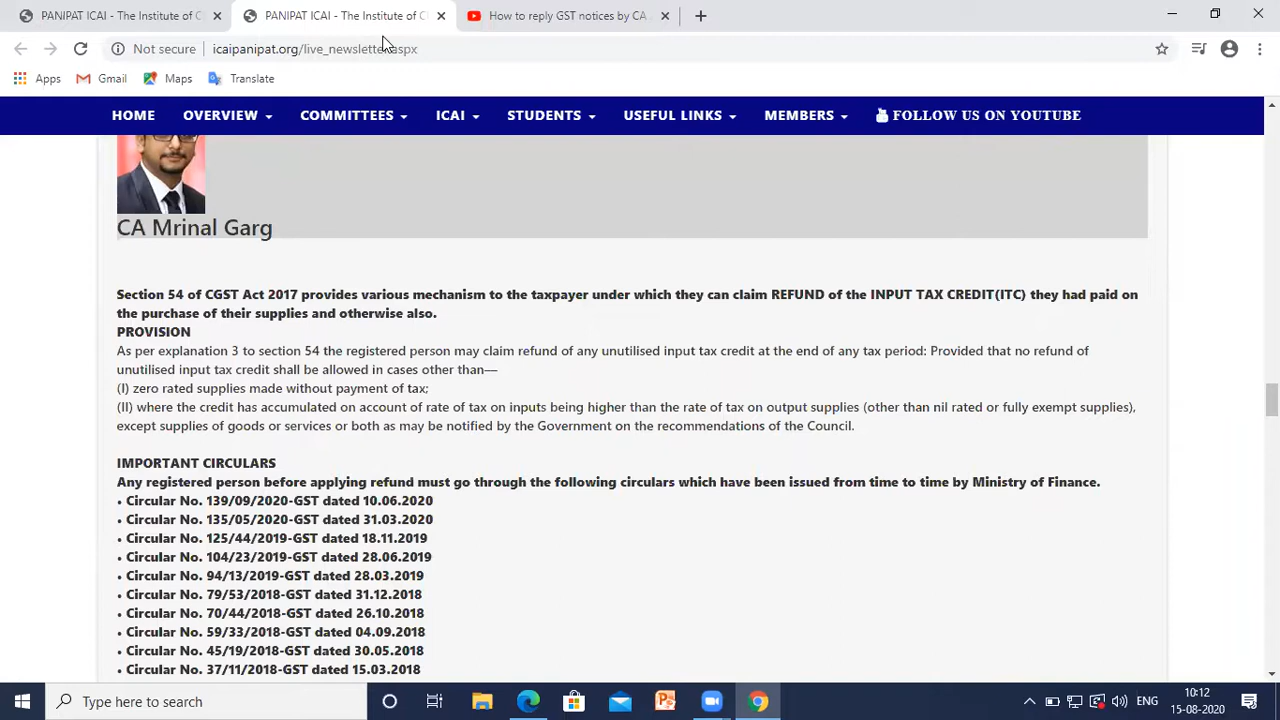 PANIPAT ICAI - The Institute of C
PANIPAT ICAI - The Institute of C
How to reply GST notices by CA
Not secure
icaipanipat.org/live_newsletter.aspx
Apps
Gmail
Maps
Translate
HOME
OVERVIEW
COMMITTEES
ICAI
STUDENTS
USEFUL LINKS
MEMBERS
FOLLOW US ON YOUTUBE
CA Mrinal Garg
Section 54 of CGST Act 2017 provides various mechanism to the taxpayer under which they can claim REFUND of the INPUT TAX CREDIT(ITC) they had paid on
the purchase of their supplies and otherwise also.
PROVISION
As per explanation 3 to section 54 the registered person may claim refund of any unutilised input tax credit at the end of any tax period: Provided that no refund of
unutilised input tax credit shall be allowed in cases other than—
(I) zero rated supplies made without payment of tax;
(II) where the credit has accumulated on account of rate of tax on inputs being higher than the rate of tax on output supplies (other than nil rated or fully exempt supplies),
except supplies of goods or services or both as may be notified by the Government on the recommendations of the Council.
IMPORTANT CIRCULARS
Any registered person before applying refund must go through the following circulars which have been issued from time to time by Ministry of Finance.
• Circular No. 139/09/2020-GST dated 10.06.2020
• Circular No. 135/05/2020-GST dated 31.03.2020
• Circular No. 125/44/2019-GST dated 18.11.2019
• Circular No. 104/23/2019-GST dated 28.06.2019
• Circular No. 94/13/2019-GST dated 28.03.2019
• Circular No. 79/53/2018-GST dated 31.12.2018
• Circular No. 70/44/2018-GST dated 26.10.2018
• Circular No. 59/33/2018-GST dated 04.09.2018
• Circular No. 45/19/2018-GST dated 30.05.2018
• Circular No. 37/11/2018-GST dated 15.03.2018
Type here to search
ENG
10:12
15-08-2020